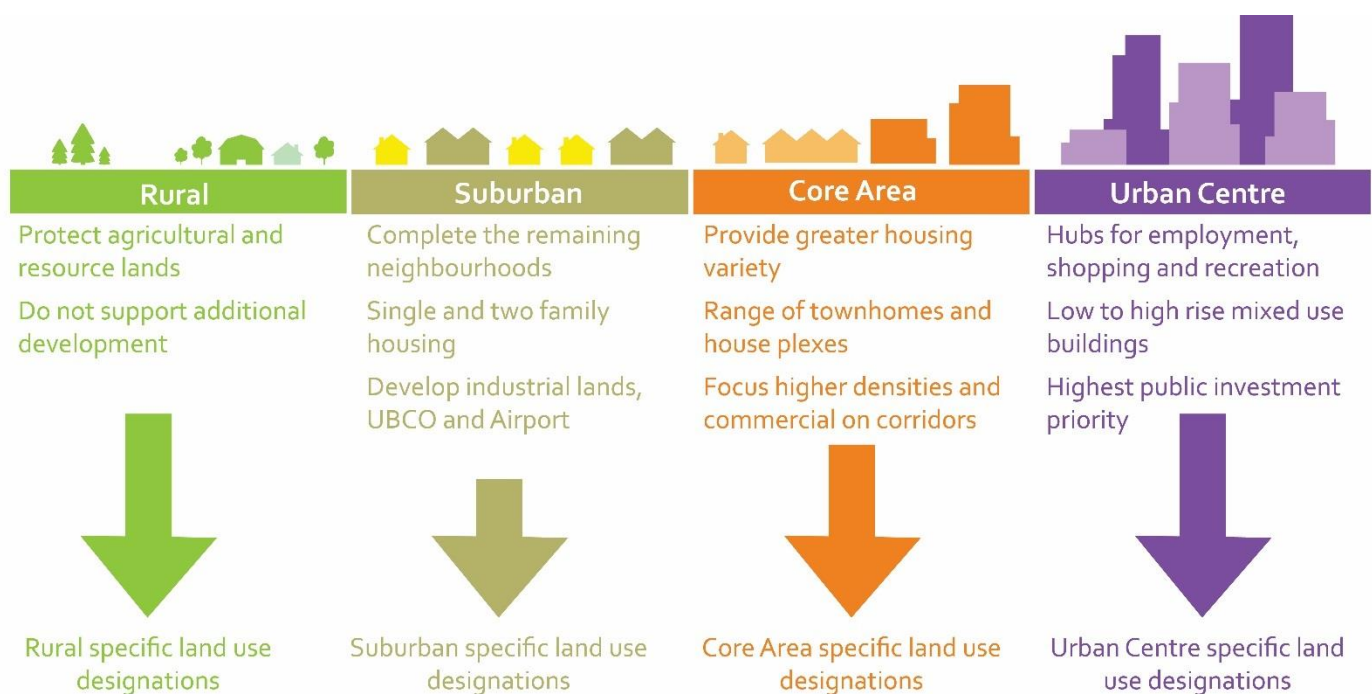 Rural
Protect agricultural and
resource lands
Do not support additional
development
Rural specific land use
designations
Suburban
Complete the remaining
neighbourhoods
Single and two family
housing
Develop industrial lands,
UBCO and Airport
Suburban specific land use
designations
Core Area
Provide greater housing
variety
Range of townhomes and
house plexes
Focus higher densities and
commercial on corridors
Core Area specific land use
designations
Urban Centre
Hubs for employment,
shopping and recreation
Low to high rise mixed use
buildings
Highest public investment
priority
Urban Centre specific land
use designations